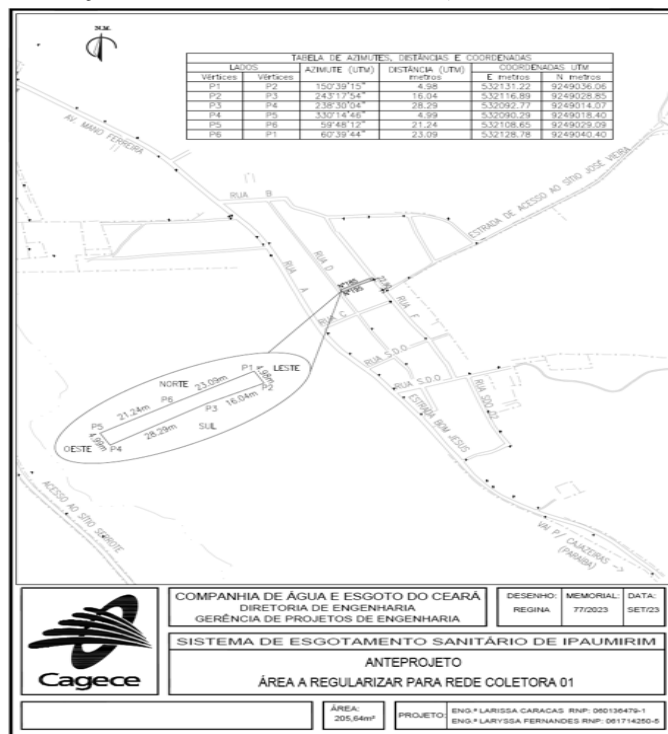 N.M.
TABELA DE AZIMUTES, DISTÂNCIAS E COORDENADAS
LADOS AZIMUTE (UTM) DISTÂNCIA (UTM) COORDENADAS UTM
Vértices Vértices metros E metros N metros
P1 P2 150°39'15" 4.98 532131.22 9249036.06
P2 P3 243°17'54" 16.04 532116.89 9249028.85
P3 P4 238°30'04" 28.29 532092.77 9249014.07
P4 P5 330°14'46" 4.99 532090.29 9249018.40
P5 P6 59°48'12" 21.24 532108.65 9249029.09
P6 P1 60°39'44" 23.09 532128.78 9249040.40
AV. MANO FERREIRA
RUA B
ESTRADA DE ACESSO AO SÍTIO JOSÉ VIEIRA
RUA D
RUA A
RUA F
RUA C
RUA S.D.O
RUA S.D.O
RUA SDO 02
ESTRADA BOM JESUS
VAI P/ CAJAZEIRAS -->
(PARAÍBA)
ACESSO AO SÍTIO SERROTE
P1 LESTE
4.98m
NORTE 23.09m P2
P6 16.04m
21.24m P3
P5 SUL
4.99m 28.29m
OESTE P4
Cagece
COMPANHIA DE ÁGUA E ESGOTO DO CEARÁ
DIRETORIA DE ENGENHARIA
GERÊNCIA DE PROJETOS DE ENGENHARIA
DESENHO: MEMORIAL: DATA:
REGINA 77/2023 SET/23
SISTEMA DE ESGOTAMENTO SANITÁRIO DE IPAUMIRIM
ANTEPROJETO
ÁREA A REGULARIZAR PARA REDE COLETORA 01
ÁREA:
205,64m²
PROJETO:
ENG.ª LARISSA CARACAS RNP: 060136479-1
ENG.ª LARYSSA FERNANDES RNP: 061714250-5